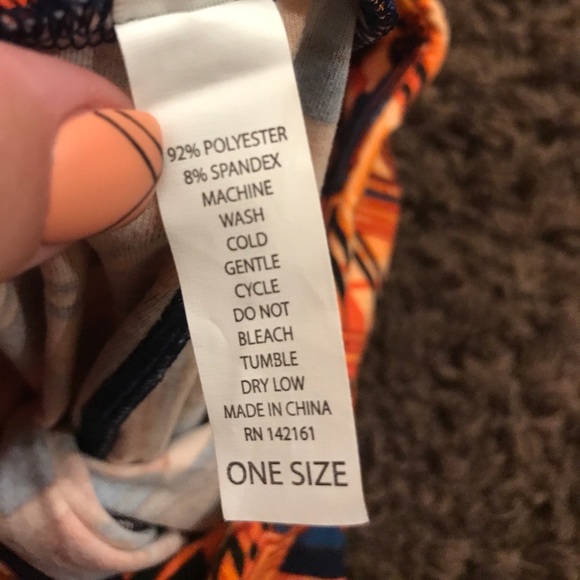 92% POLYESTER
8% SPANDEX
MACHINE
WASH
COLD
GENTLE
CYCLE
DO NOT
BLEACH
TUMBLE
DRY LOW
MADE IN CHINA
RN 142161
ONE SIZE